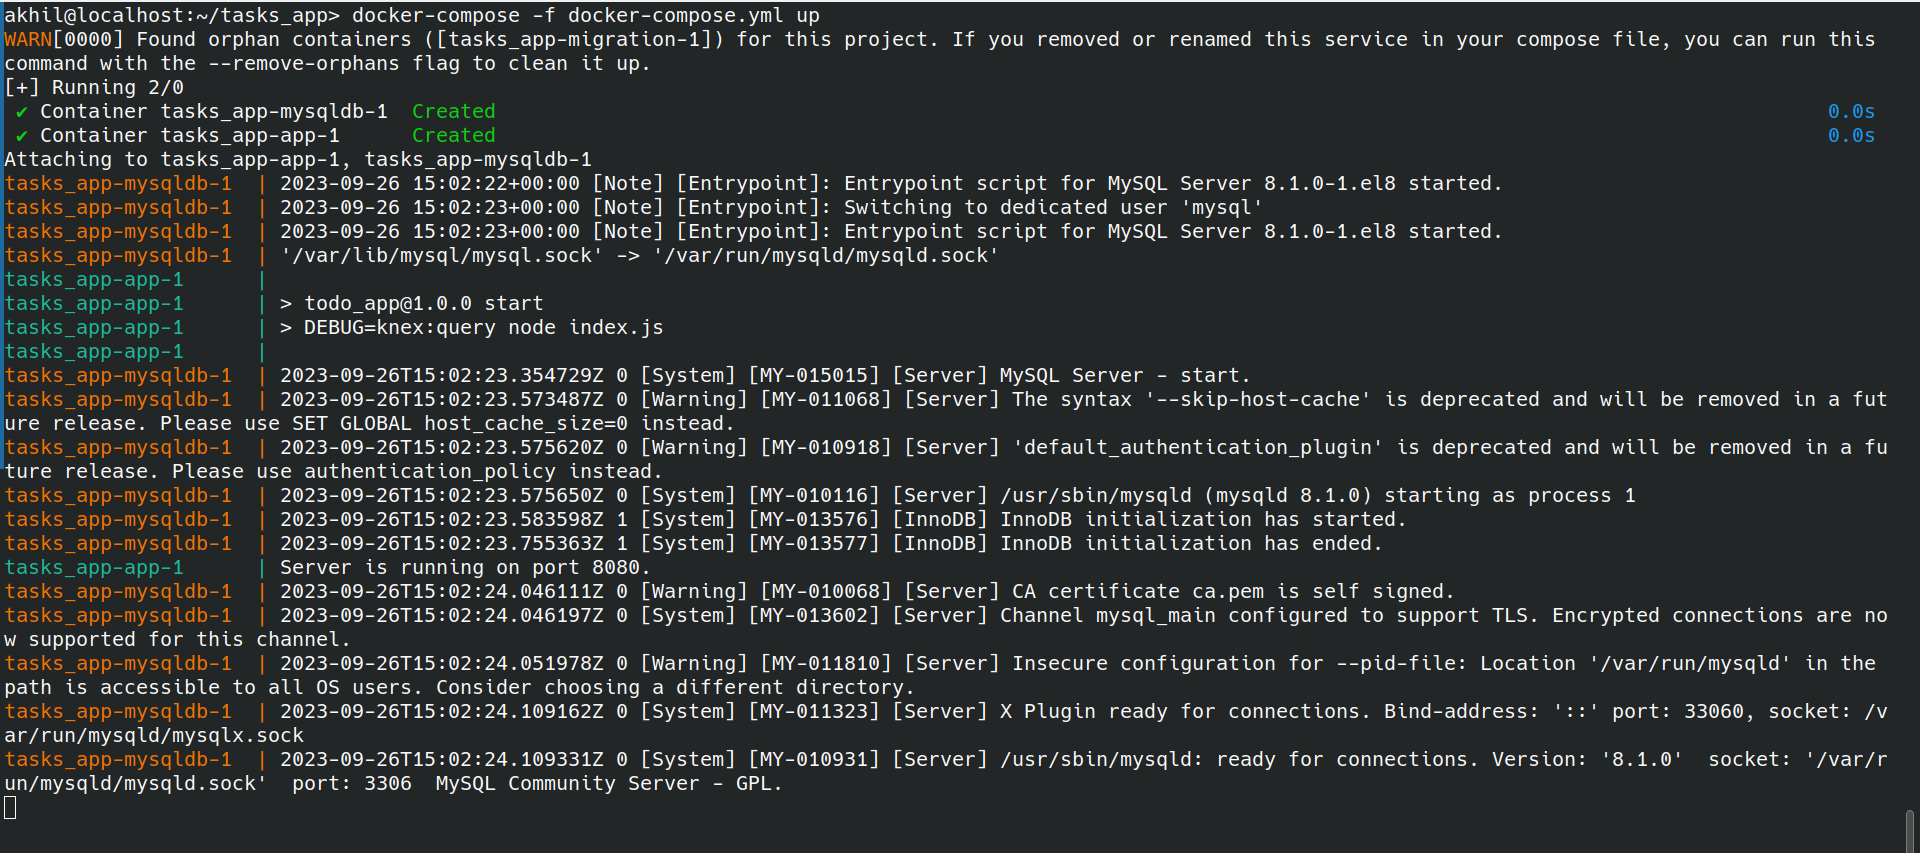 akhil@localhost:~/tasks_app> docker-compose -f docker-compose.yml up
WARN[0000] Found orphan containers ([tasks_app-migration-1]) for this project. If you removed or renamed this service in your compose file, you can run this
command with the --remove-orphans flag to clean it up.
[+] Running 2/0
✔ Container tasks_app-mysqldb-1  Created 0.0s
✔ Container tasks_app-app-1      Created 0.0s
Attaching to tasks_app-app-1, tasks_app-mysqldb-1
tasks_app-mysqldb-1  | 2023-09-26 15:02:22+00:00 [Note] [Entrypoint]: Entrypoint script for MySQL Server 8.1.0-1.el8 started.
tasks_app-mysqldb-1  | 2023-09-26 15:02:23+00:00 [Note] [Entrypoint]: Switching to dedicated user 'mysql'
tasks_app-mysqldb-1  | 2023-09-26 15:02:23+00:00 [Note] [Entrypoint]: Entrypoint script for MySQL Server 8.1.0-1.el8 started.
tasks_app-mysqldb-1  | '/var/lib/mysql/mysql.sock' -> '/var/run/mysqld/mysqld.sock'
tasks_app-app-1      |
tasks_app-app-1      | > todo_app@1.0.0 start
tasks_app-app-1      | > DEBUG=knex:query node index.js
tasks_app-app-1      |
tasks_app-mysqldb-1  | 2023-09-26T15:02:23.354729Z 0 [System] [MY-015015] [Server] MySQL Server - start.
tasks_app-mysqldb-1  | 2023-09-26T15:02:23.573487Z 0 [Warning] [MY-011068] [Server] The syntax '--skip-host-cache' is deprecated and will be removed in a fut
ure release. Please use SET GLOBAL host_cache_size=0 instead.
tasks_app-mysqldb-1  | 2023-09-26T15:02:23.575620Z 0 [Warning] [MY-010918] [Server] 'default_authentication_plugin' is deprecated and will be removed in a fu
ture release. Please use authentication_policy instead.
tasks_app-mysqldb-1  | 2023-09-26T15:02:23.575650Z 0 [System] [MY-010116] [Server] /usr/sbin/mysqld (mysqld 8.1.0) starting as process 1
tasks_app-mysqldb-1  | 2023-09-26T15:02:23.583598Z 1 [System] [MY-013576] [InnoDB] InnoDB initialization has started.
tasks_app-mysqldb-1  | 2023-09-26T15:02:23.755363Z 1 [System] [MY-013577] [InnoDB] InnoDB initialization has ended.
tasks_app-app-1      | Server is running on port 8080.
tasks_app-mysqldb-1  | 2023-09-26T15:02:24.046111Z 0 [Warning] [MY-010068] [Server] CA certificate ca.pem is self signed.
tasks_app-mysqldb-1  | 2023-09-26T15:02:24.046197Z 0 [System] [MY-013602] [Server] Channel mysql_main configured to support TLS. Encrypted connections are no
w supported for this channel.
tasks_app-mysqldb-1  | 2023-09-26T15:02:24.051978Z 0 [Warning] [MY-011810] [Server] Insecure configuration for --pid-file: Location '/var/run/mysqld' in the
path is accessible to all OS users. Consider choosing a different directory.
tasks_app-mysqldb-1  | 2023-09-26T15:02:24.109162Z 0 [System] [MY-011323] [Server] X Plugin ready for connections. Bind-address: '::' port: 33060, socket: /v
ar/run/mysqld/mysqlx.sock
tasks_app-mysqldb-1  | 2023-09-26T15:02:24.109331Z 0 [System] [MY-010931] [Server] /usr/sbin/mysqld: ready for connections. Version: '8.1.0'  socket: '/var/r
un/mysqld/mysqld.sock'  port: 3306  MySQL Community Server - GPL.